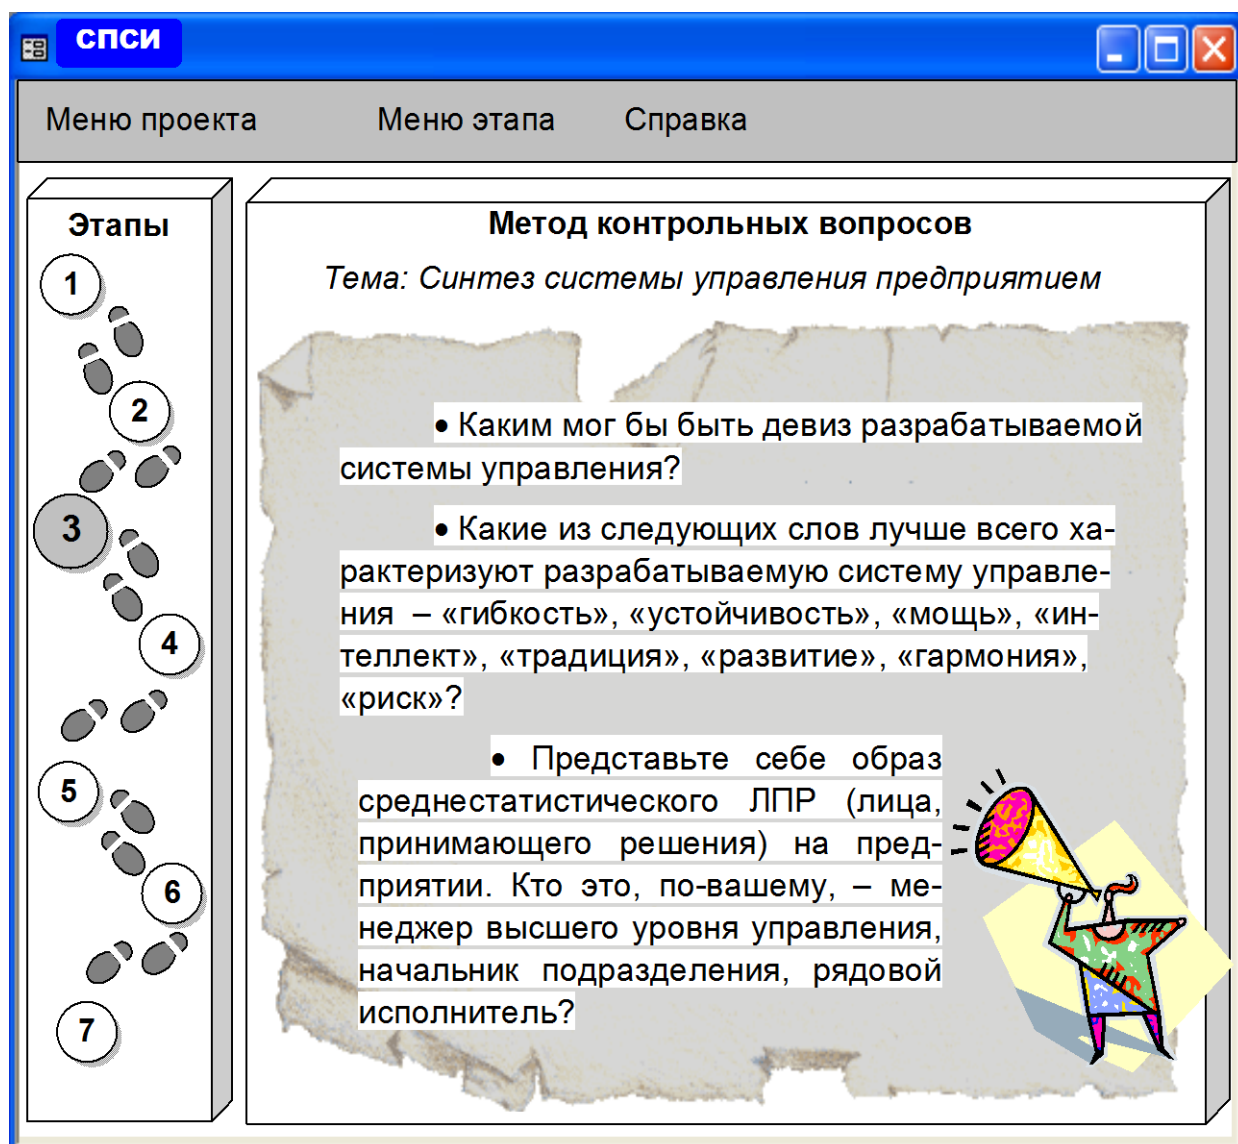 СПСИ
Меню проекта Меню этапа Справка
Этапы
1
2
3
4
5
6
7
Метод контрольных вопросов
Тема: Синтез системы управления предприятием
• Каким мог бы быть девиз разрабатываемой
системы управления?
• Какие из следующих слов лучше всего ха-
рактеризуют разрабатываемую систему управле-
ния – «гибкость», «устойчивость», «мощь», «ин-
теллект», «традиция», «развитие», «гармония»,
«риск»?
• Представьте себе образ
среднестатистического ЛПР (лица,
принимающего решения) на пред-
приятии. Кто это, по-вашему, – ме-
неджер высшего уровня управления,
начальник подразделения, рядовой
исполнитель?